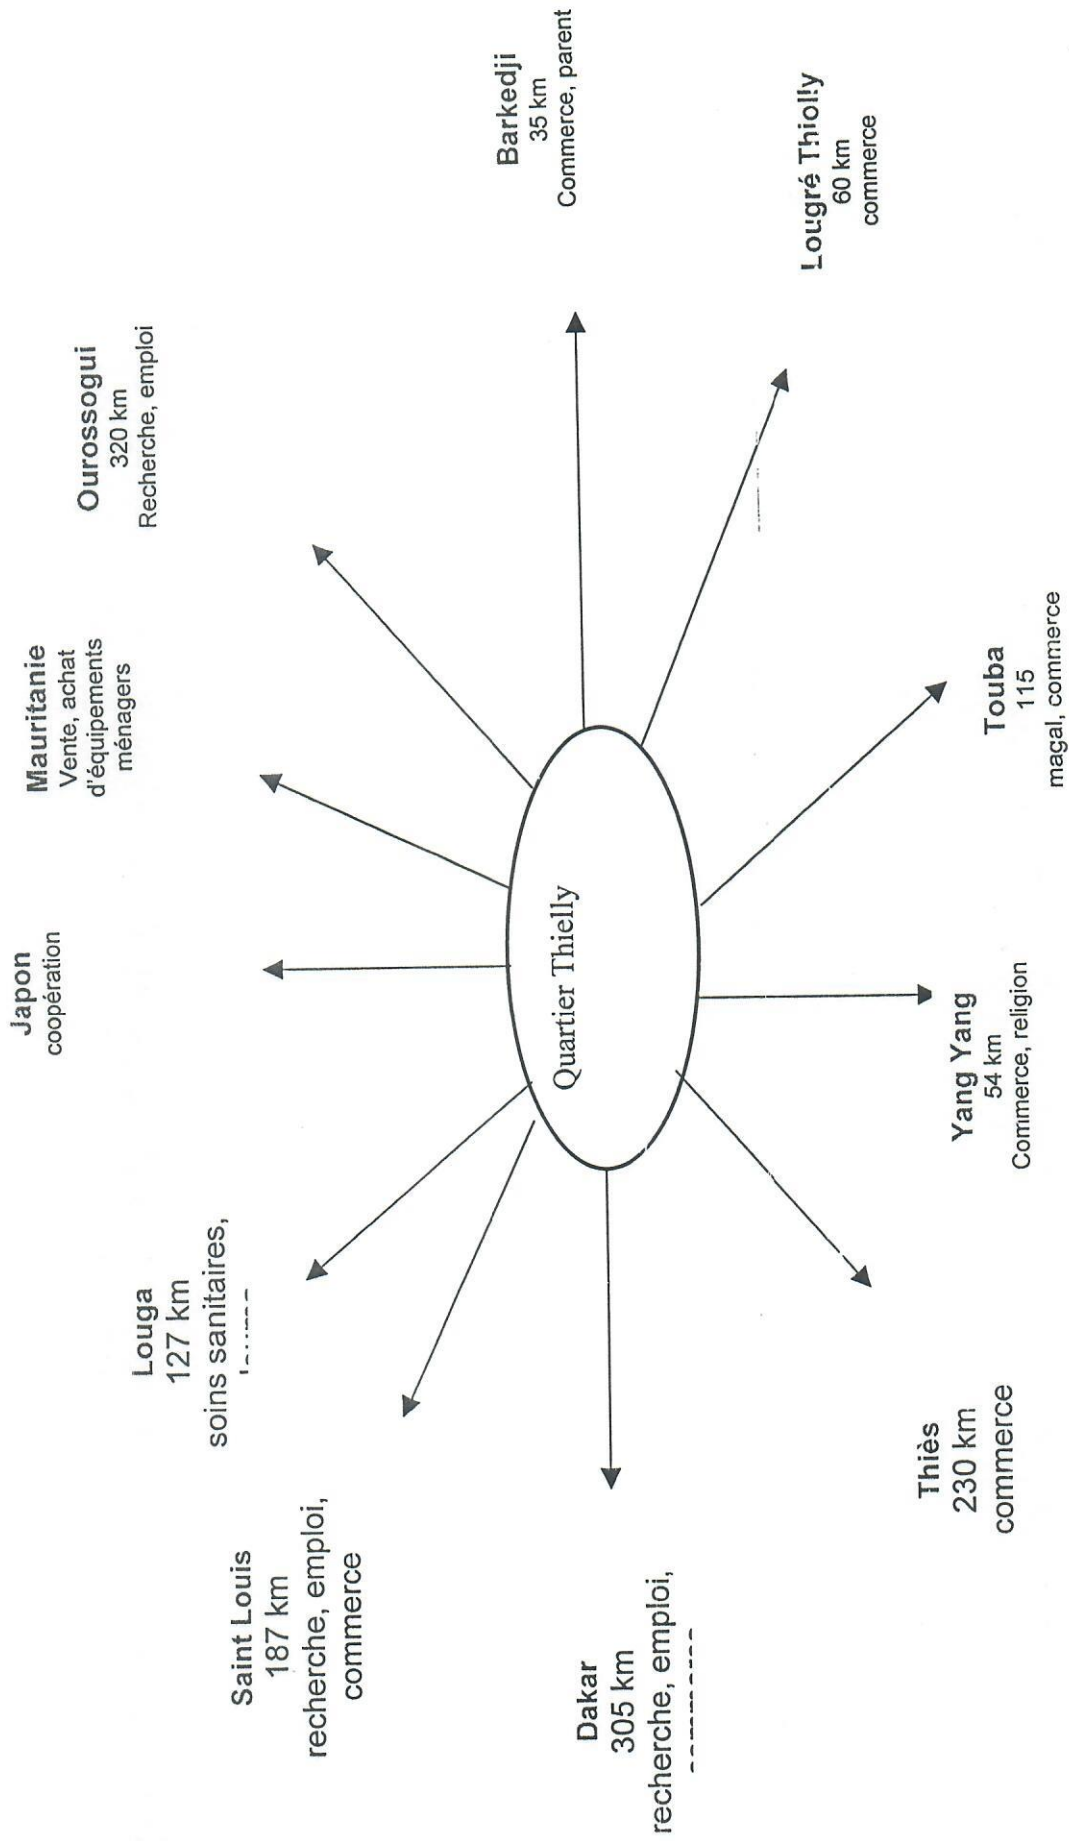 Japon
coopération
Mauritanie
Vente, achat
d'équipements
ménagers
Ourossogui
320 km
Recherche, emploi
Louga
127 km
soins sanitaires,
Saint Louis
187 km
recherche, emploi,
commerce
Barkedji
35 km
Commerce, parent
Quartier Thielly
Dakar
305 km
recherche, emploi,
Lougré Thiolly
60 km
commerce
Thiès
230 km
commerce
Yang Yang
54 km
Commerce, religion
Touba
115
magal, commerce